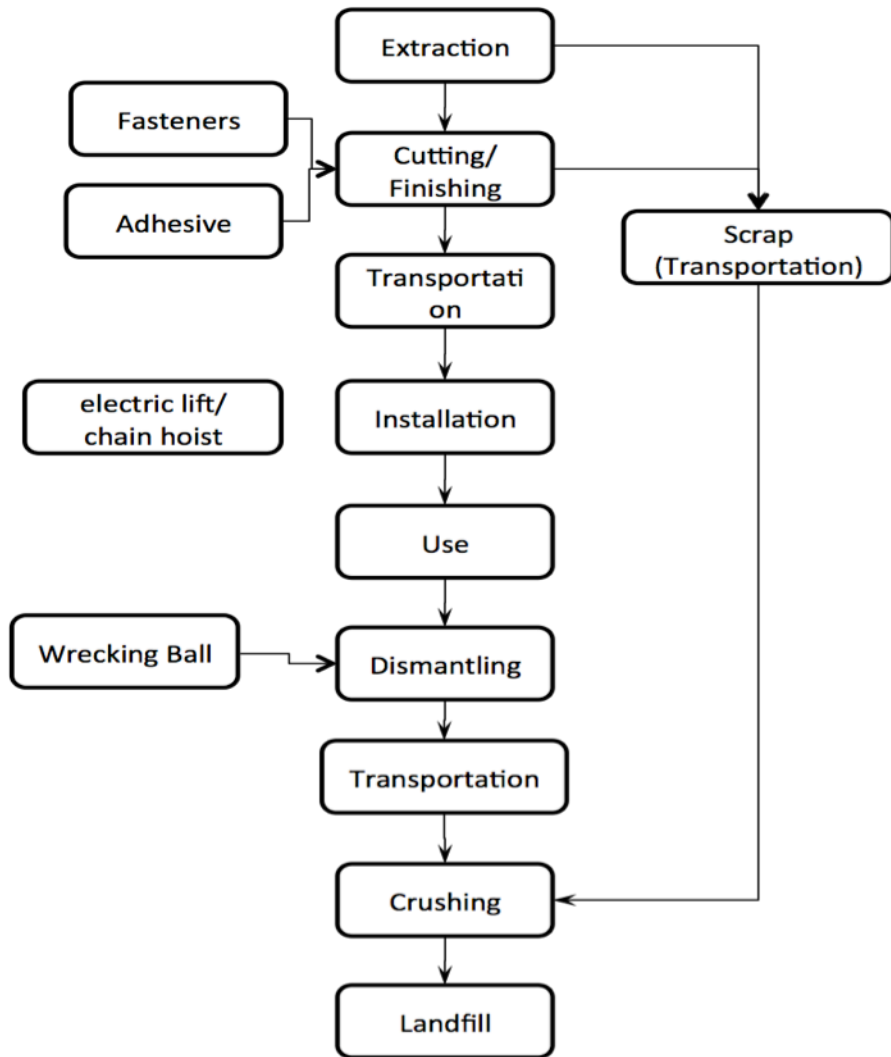 Extraction
Fasteners
Cutting/
Finishing
Adhesive
Scrap
(Transportation)
Transportati
on
electric lift/
chain hoist
Installation
Use
Wrecking Ball
Dismantling
Transportation
Crushing
Landfill